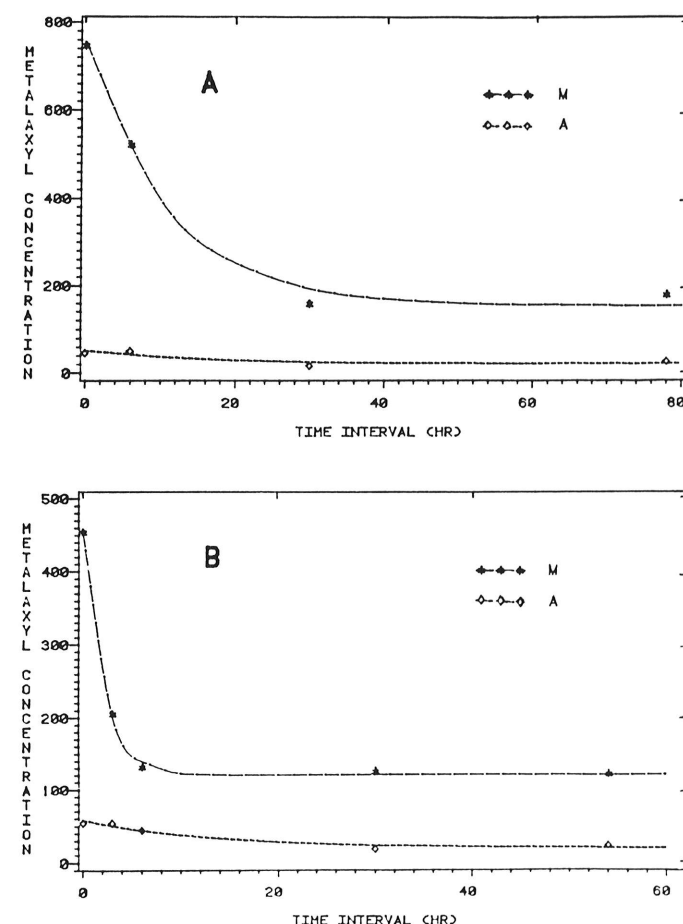 800
600
400
200
0
METALAXYL CONCENTRATION
A
M
A
0 20 40 60 80
TIME INTERVAL (HR)
500
400
300
200
100
0
METALAXYL CONCENTRATION
B
M
A
0 20 40 60
TIME INTERVAL (HR)